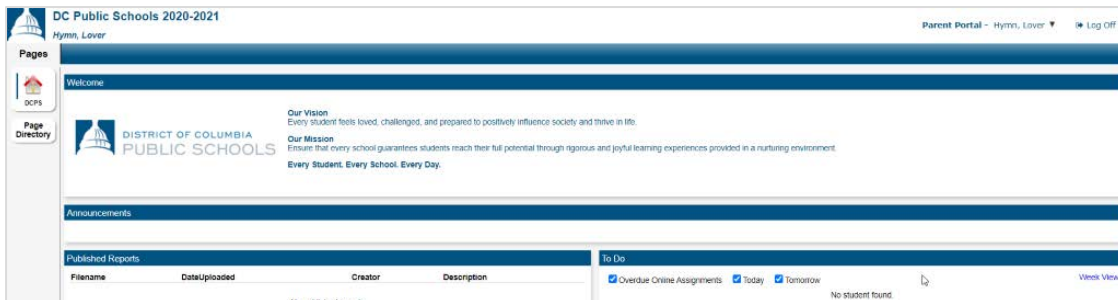 DC Public Schools 2020-2021
Hymn, Lover
Parent Portal - Hymn, Lover ▼ Log Off
Pages
DCPS
Page
Directory
Welcome
DISTRICT OF COLUMBIA
PUBLIC SCHOOLS
Our Vision
Every student feels loved, challenged, and prepared to positively influence society and thrive in life.
Our Mission
Ensure that every school guarantees students reach their full potential through rigorous and joyful learning experiences provided in a nurturing environment.
Every Student. Every School. Every Day.
Announcements
Published Reports
Filename DateUploaded Creator Description
To Do
Overdue Online Assignments Today Tomorrow Week View
No student found.